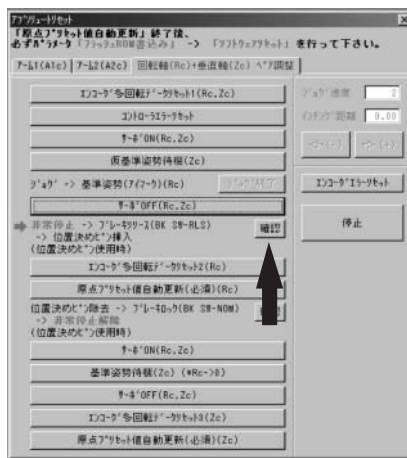 アブソリュートリセット
「原点プリセット値自動更新」終了後、
必ずパラメータ「フラッシュROM書込み」 -> 「ソフトウェアリセット」 を行って下さい。
アーム1(A1c)
アーム2(A2c)
回転軸(Rc)+垂直軸(Zc) ペア調整
エンコーダ多回転データリセット1(Rc,Zc)
コントローラエラーリセット
サーボON(Rc,Zc)
仮基準姿勢待機(Zc)
ジョグ -> 基準姿勢(アイマーク)(Rc)
ジョグ終了
サーボOFF(Rc,Zc)
非常停止 -> ブレーキリリース(BK SW-RLS)
-> 位置決めピン挿入
(位置決めピン使用時)
確認
エンコーダ多回転データリセット2(Rc)
原点プリセット値自動更新(必須)(Rc)
位置決めピン除去 -> ブレーキロック(BK SW-NOM)
-> 非常停止解除
(位置決めピン使用時)
サーボON(Rc,Zc)
基準姿勢待機(Zc) (*Rc->0)
サーボOFF(Rc,Zc)
エンコーダ多回転データリセット3(Zc)
原点プリセット値自動更新(必須)(Zc)
ジョグ速度
2
インチング距離
0.00
エンコーダエラーリセット
停止